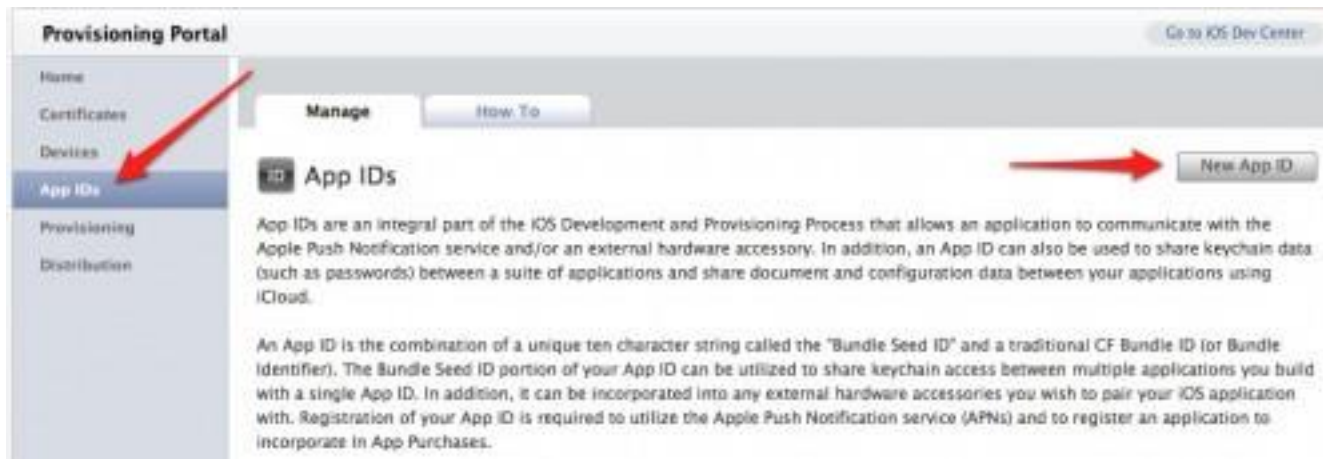 Provisioning Portal
Go to iOS Dev Center
Home
Certificates
Devices
App IDs
Provisioning
Distribution
Manage
How To
ID
App IDs
New App ID
App IDs are an integral part of the iOS Development and Provisioning Process that allows an application to communicate with the
Apple Push Notification service and/or an external hardware accessory. In addition, an App ID can also be used to share keychain data
(such as passwords) between a suite of applications and share document and configuration data between your applications using
iCloud.
An App ID is the combination of a unique ten character string called the "Bundle Seed ID" and a traditional CF Bundle ID (or Bundle
Identifier). The Bundle Seed ID portion of your App ID can be utilized to share keychain access between multiple applications you build
with a single App ID. In addition, it can be incorporated into any external hardware accessories you wish to pair your iOS application
with. Registration of your App ID is required to utilize the Apple Push Notification service (APNs) and to register an application to
incorporate In App Purchases.